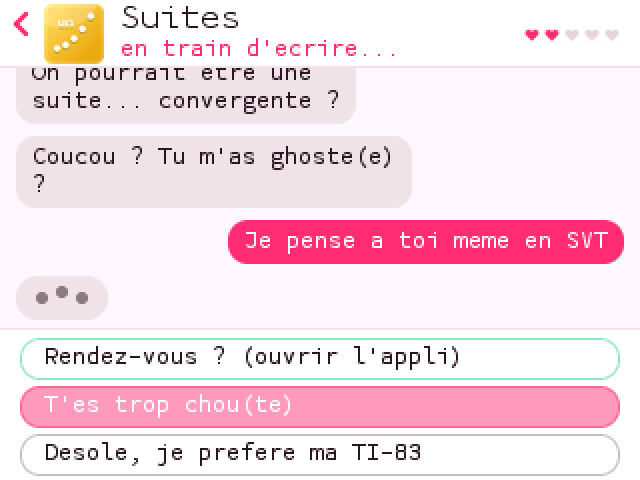 Suites
en train d'ecrire...
un
On pourrait etre une
suite... convergente ?
Coucou ? Tu m'as ghoste(e)
?
Je pense a toi meme en SVT
Rendez-vous ? (ouvrir l'appli)
T'es trop chou(te)
Desole, je prefere ma TI-83